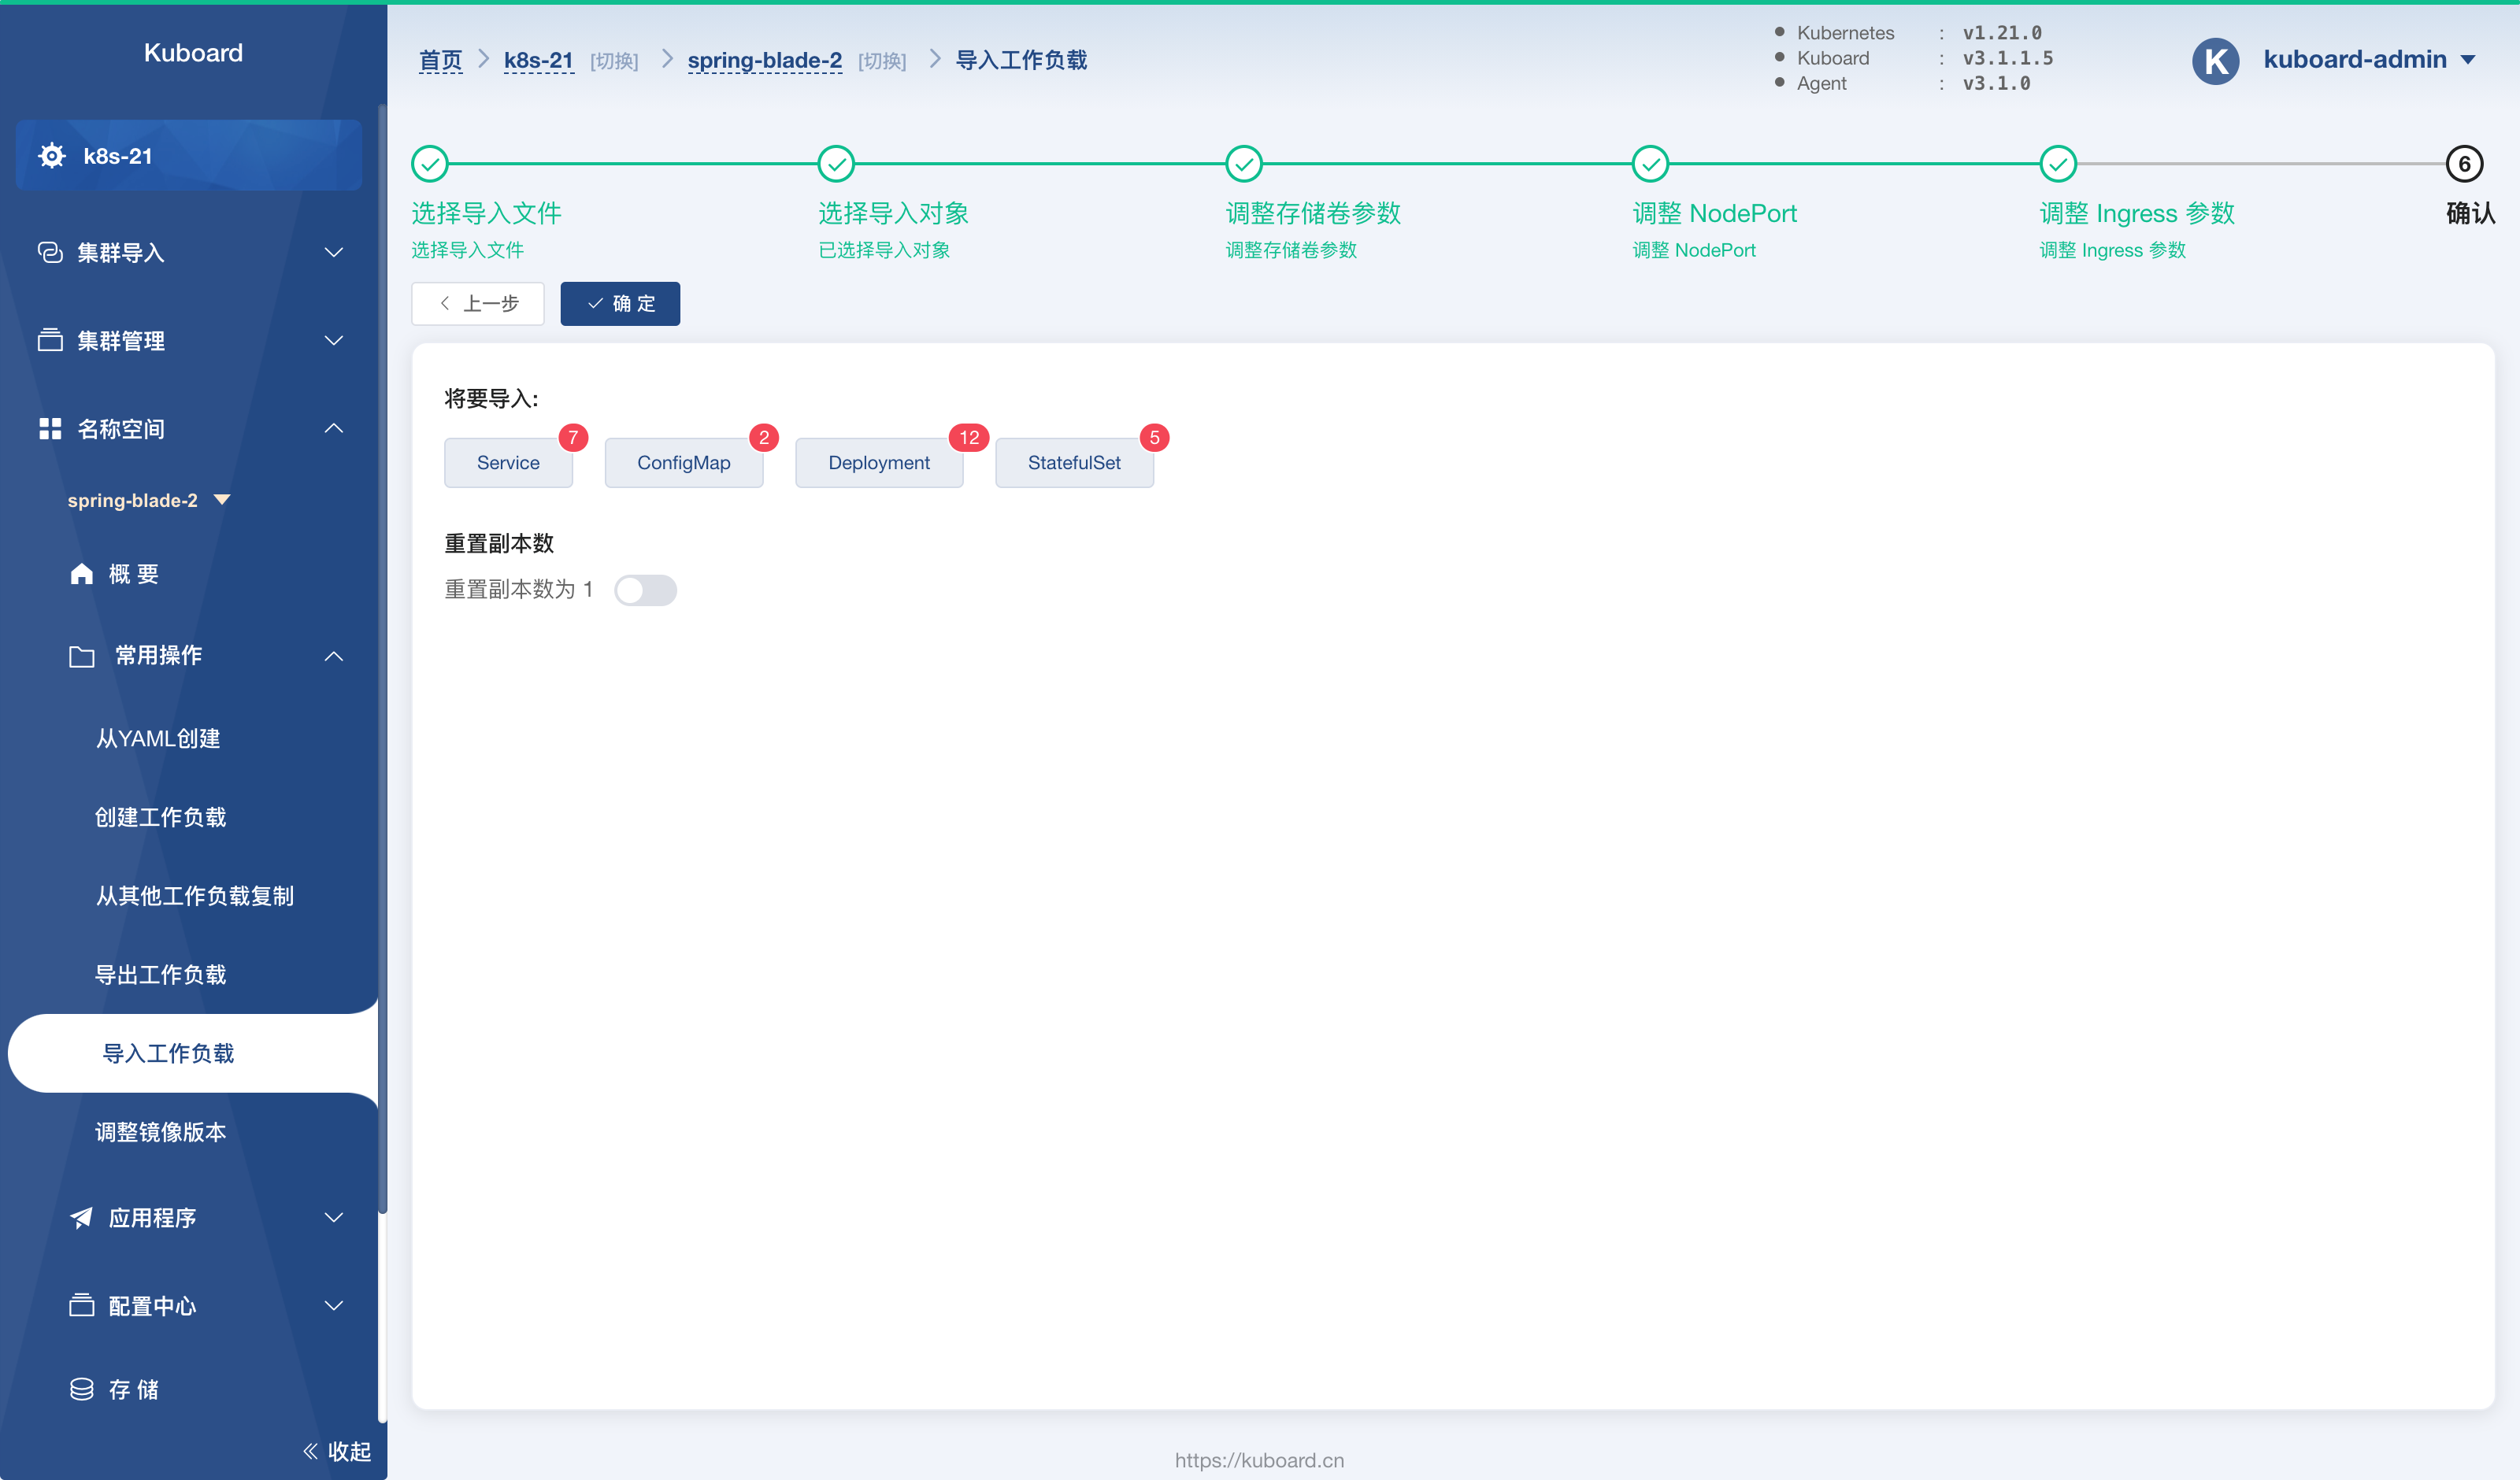 Kuboard
k8s-21
集群导入
集群管理
名称空间
spring-blade-2
概 要
常用操作
从YAML创建
创建工作负载
从其他工作负载复制
导出工作负载
导入工作负载
调整镜像版本
应用程序
配置中心
存 储
收起
首页 k8s-21 [切换] spring-blade-2 [切换] 导入工作负载
Kubernetes : v1.21.0
Kuboard : v3.1.1.5
Agent : v3.1.0
K kuboard-admin
6
选择导入文件 选择导入对象 调整存储卷参数 调整 NodePort 调整 Ingress 参数 确认
选择导入文件 已选择导入对象 调整存储卷参数 调整 NodePort 调整 Ingress 参数
上一步 确 定
将要导入:
7 2 12 5
Service ConfigMap Deployment StatefulSet
重置副本数
重置副本数为 1
https://kuboard.cn